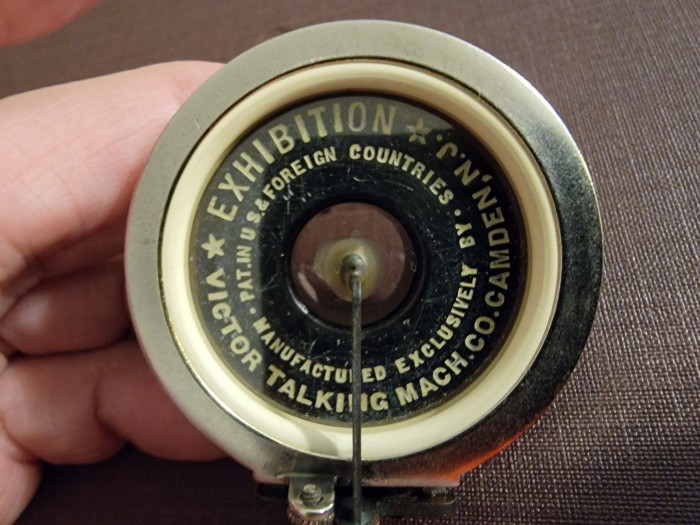 ★ EXHIBITION ★
PAT. IN U S & FOREIGN COUNTRIES.
• MANUFACTURED EXCLUSIVELY BY •
VICTOR TALKING MACH. CO. CAMDEN, N.J.